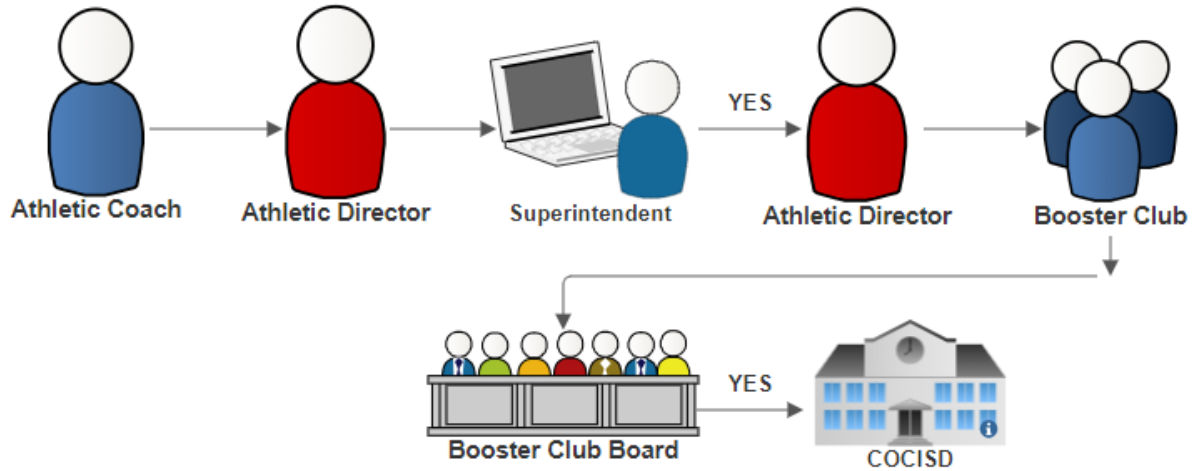 YES
Athletic Coach
Athletic Director
Superintendent
Athletic Director
Booster Club
YES
Booster Club Board
COCISD